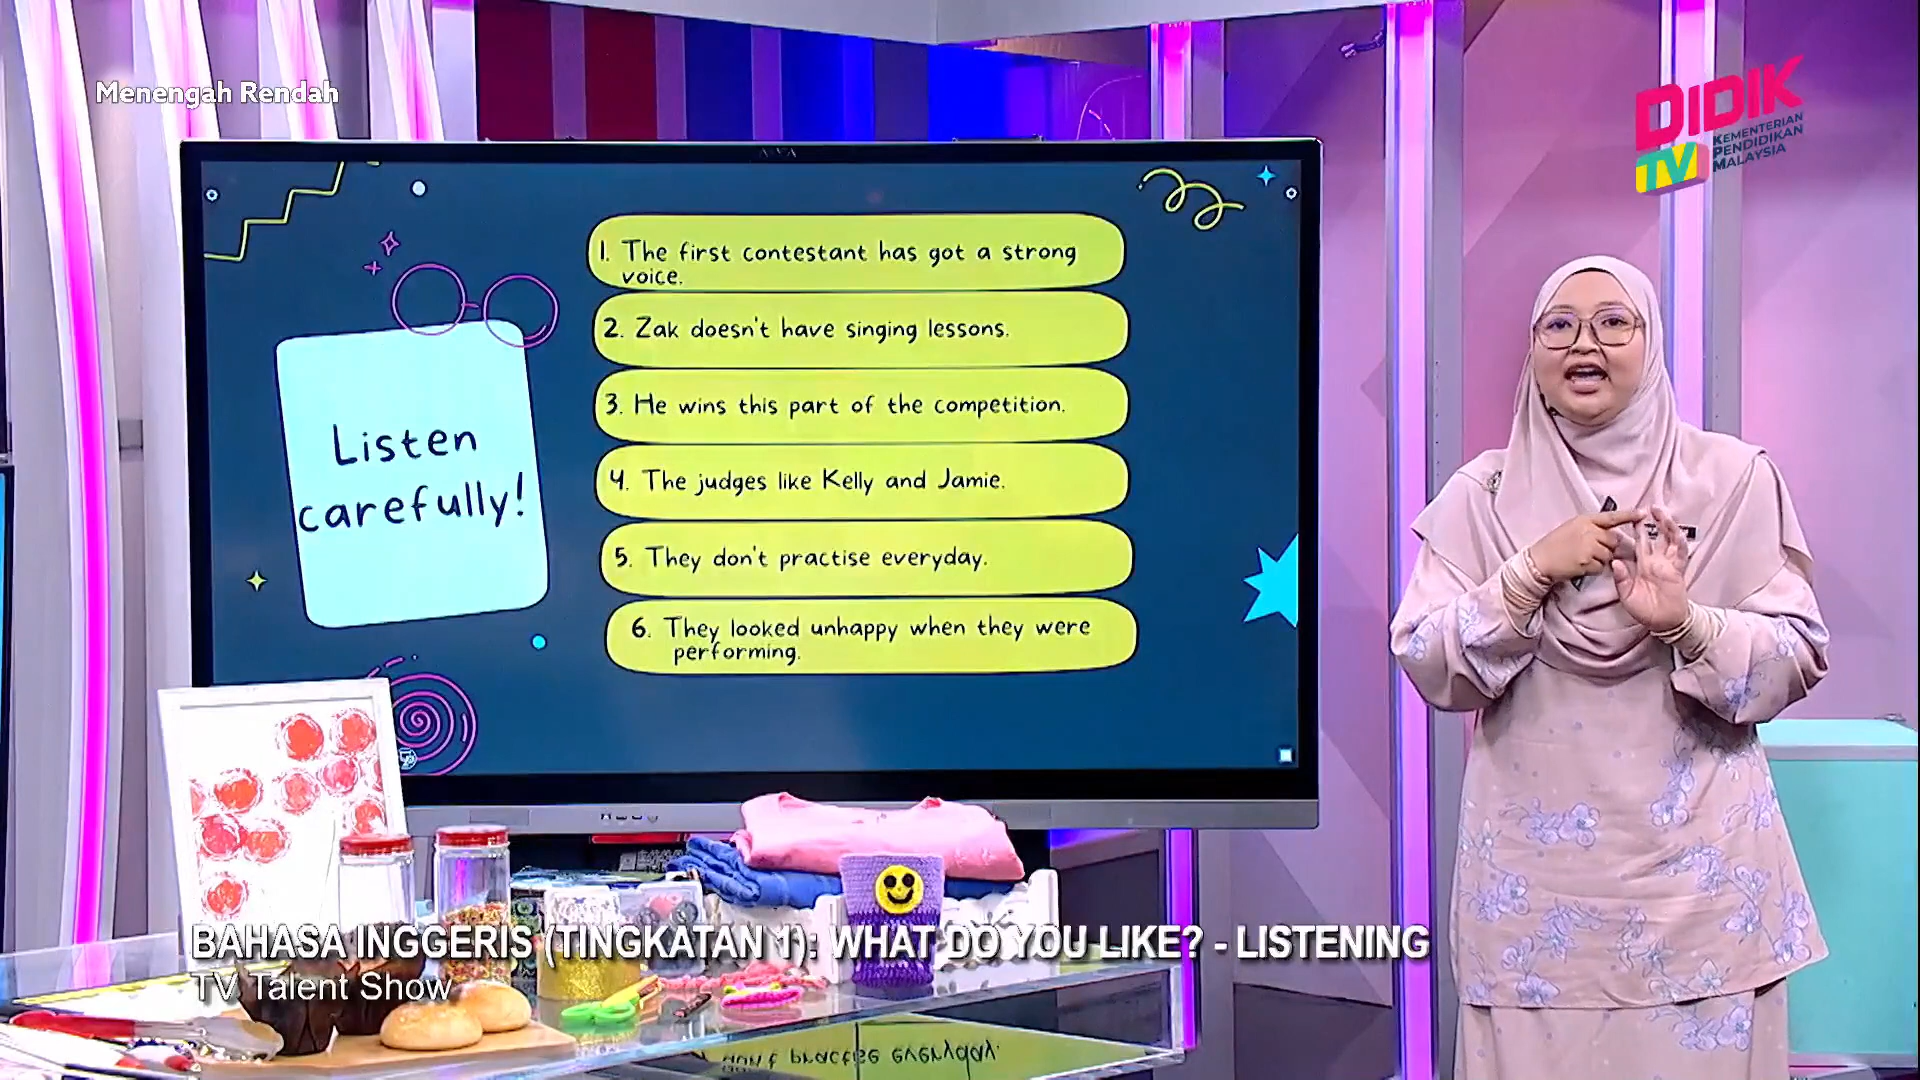 Menengah Rendah
DIDIK
TV
KEMENTERIAN
PENDIDIKAN
MALAYSIA
1. The first contestant has got a strong
voice.
2. Zak doesn't have singing lessons.
3. He wins this part of the competition.
4. The judges like Kelly and Jamie.
5. They don't practise everyday.
6. They looked unhappy when they were
performing.
Listen
carefully!
BAHASA INGGERIS (TINGKATAN 1): WHAT DO YOU LIKE? - LISTENING
TV Talent Show